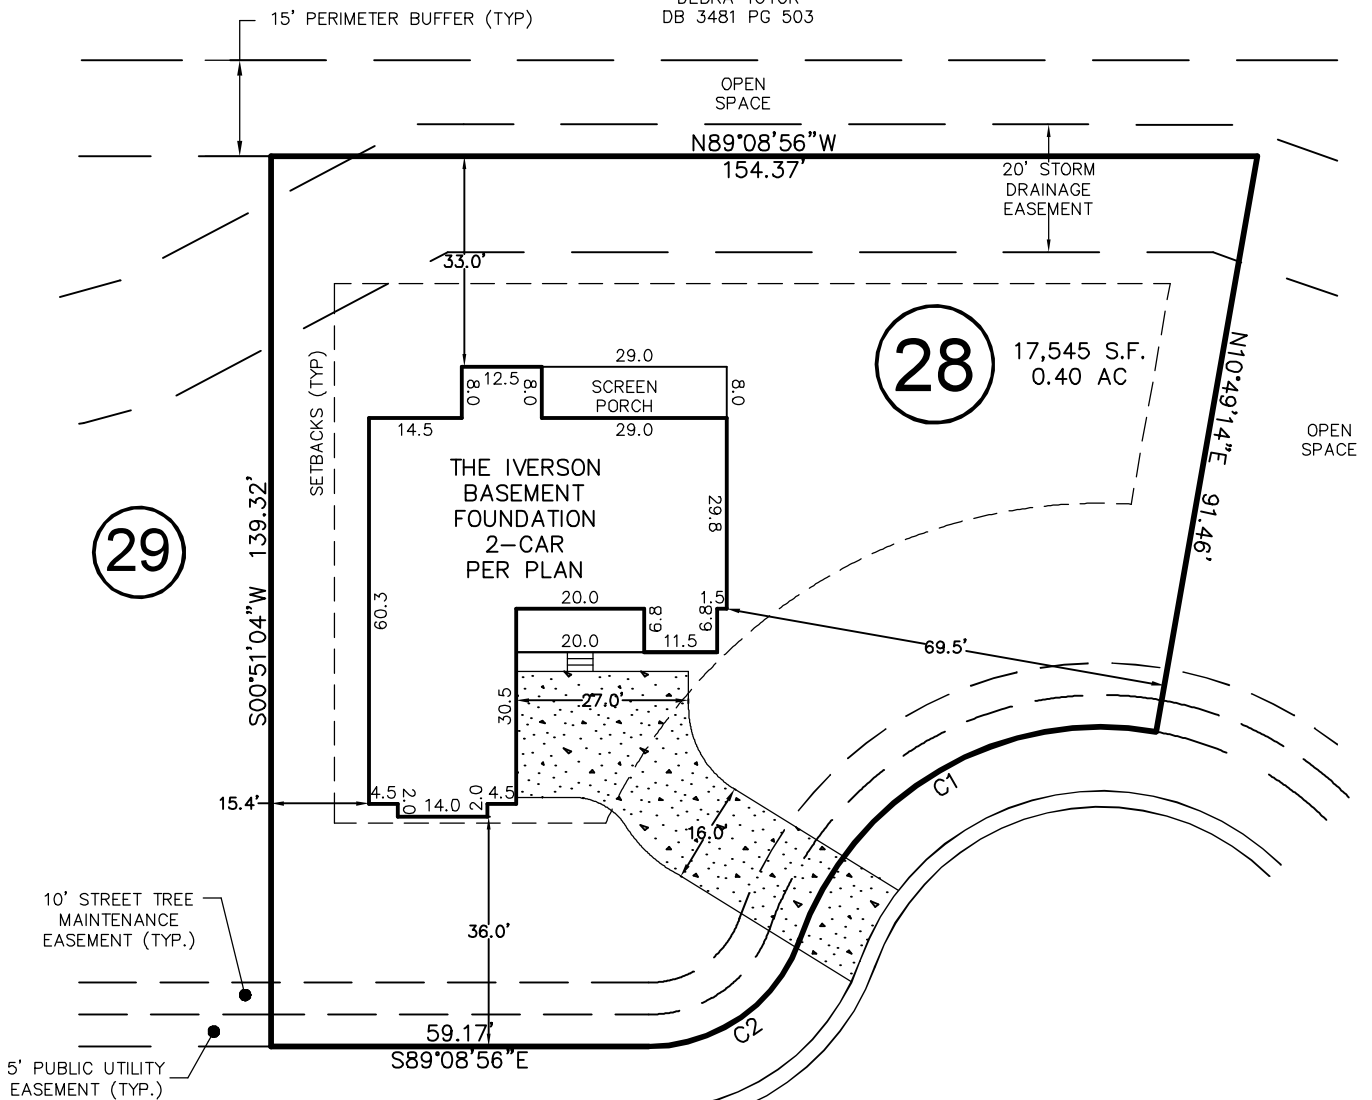 15' PERIMETER BUFFER (TYP)
DB 3481 PG 503
OPEN
SPACE
N89°08'56"W
154.37'
20' STORM
DRAINAGE
EASEMENT
33.0'
29.0
12.5
8.0
8.0
SCREEN
PORCH
8.0
14.5
29.0
28
17,545 S.F.
0.40 AC
N10°49'14"E 91.46'
OPEN
SPACE
SETBACKS (TYP)
THE IVERSON
BASEMENT
FOUNDATION
2-CAR
PER PLAN
29.8
29
S00°51'04"W 139.32'
60.3
20.0
6.8
6.8
1.5
20.0
11.5
69.5'
30.5
27.0'
15.4'
4.5
2.0
14.0
2.0
4.5
16.0'
C1
36.0'
10' STREET TREE
MAINTENANCE
EASEMENT (TYP.)
59.17'
S89°08'56"E
C2
5' PUBLIC UTILITY
EASEMENT (TYP.)